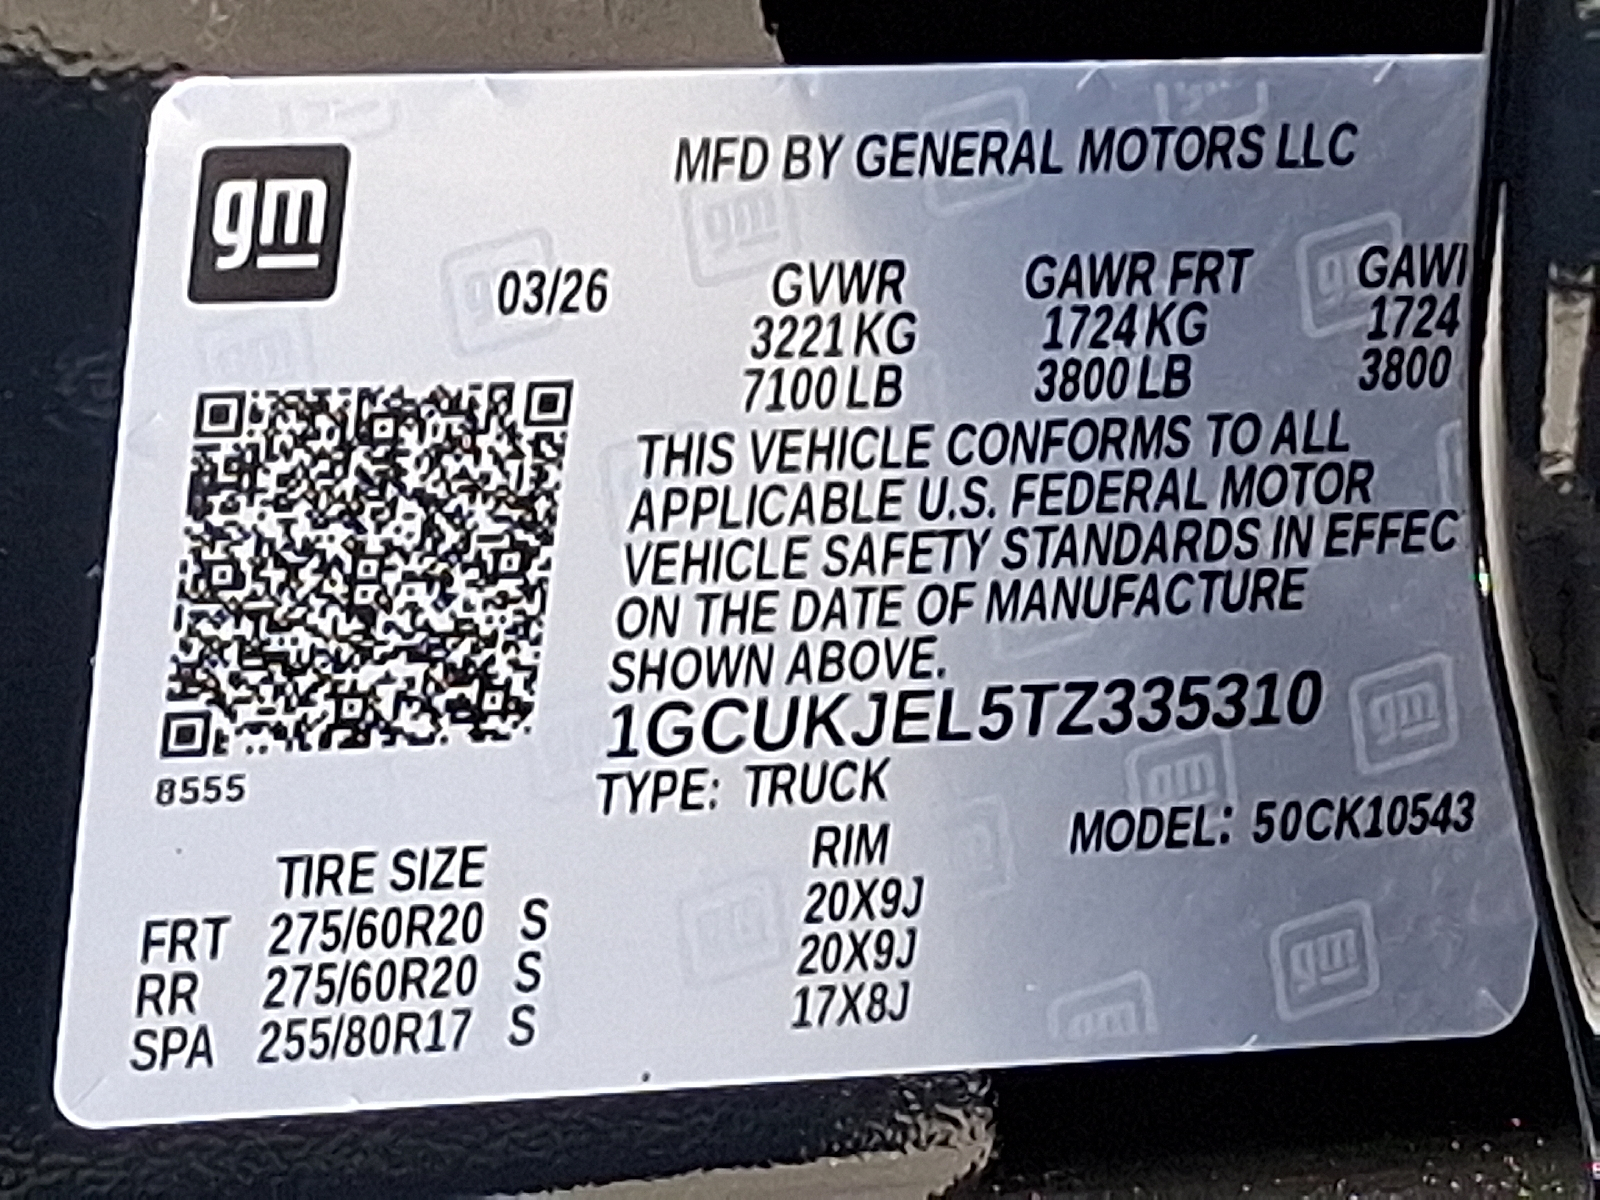 gm
MFD BY GENERAL MOTORS LLC
03/26 GVWR GAWR FRT GAWI
3221 KG 1724 KG 1724
7100 LB 3800 LB 3800
THIS VEHICLE CONFORMS TO ALL
APPLICABLE U.S. FEDERAL MOTOR
VEHICLE SAFETY STANDARDS IN EFFEC
ON THE DATE OF MANUFACTURE
SHOWN ABOVE.
1GCUKJEL5TZ335310
8555
TYPE: TRUCK
MODEL: 50CK10543
TIRE SIZE RIM
FRT 275/60R20 S 20X9J
RR 275/60R20 S 20X9J
SPA 255/80R17 S 17X8J